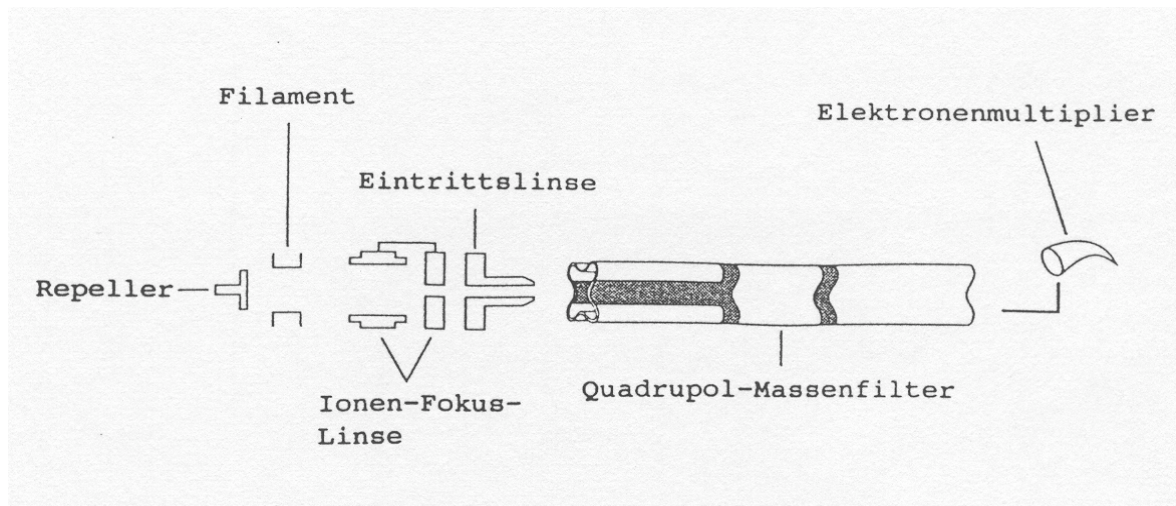 Filament
Elektronenmultiplier
Eintrittslinse
Repeller
Quadrupol-Massenfilter
Ionen-Fokus-
Linse